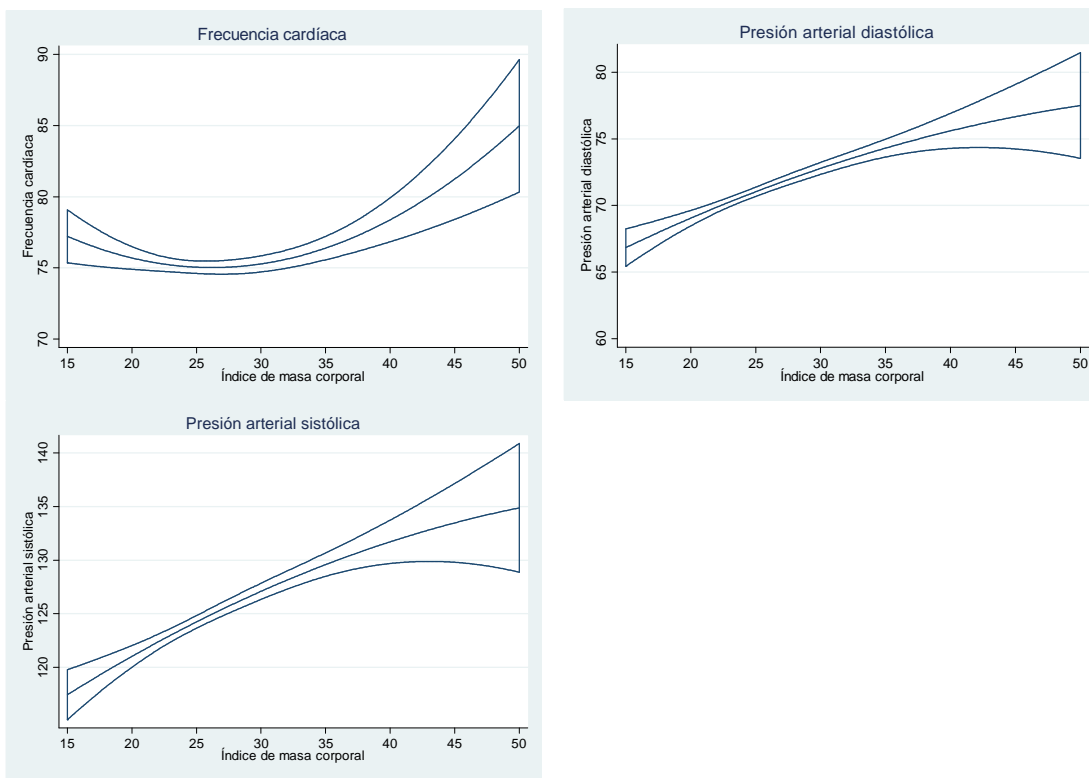 Frecuencia cardíaca
Frecuencia cardíaca
90
85
80
75
70
15 20 25 30 35 40 45 50
Índice de masa corporal
Presión arterial diastólica
Presión arterial diastólica
80
75
70
65
60
15 20 25 30 35 40 45 50
Índice de masa corporal
Presión arterial sistólica
Presión arterial sistólica
140
135
130
125
120
15 20 25 30 35 40 45 50
Índice de masa corporal